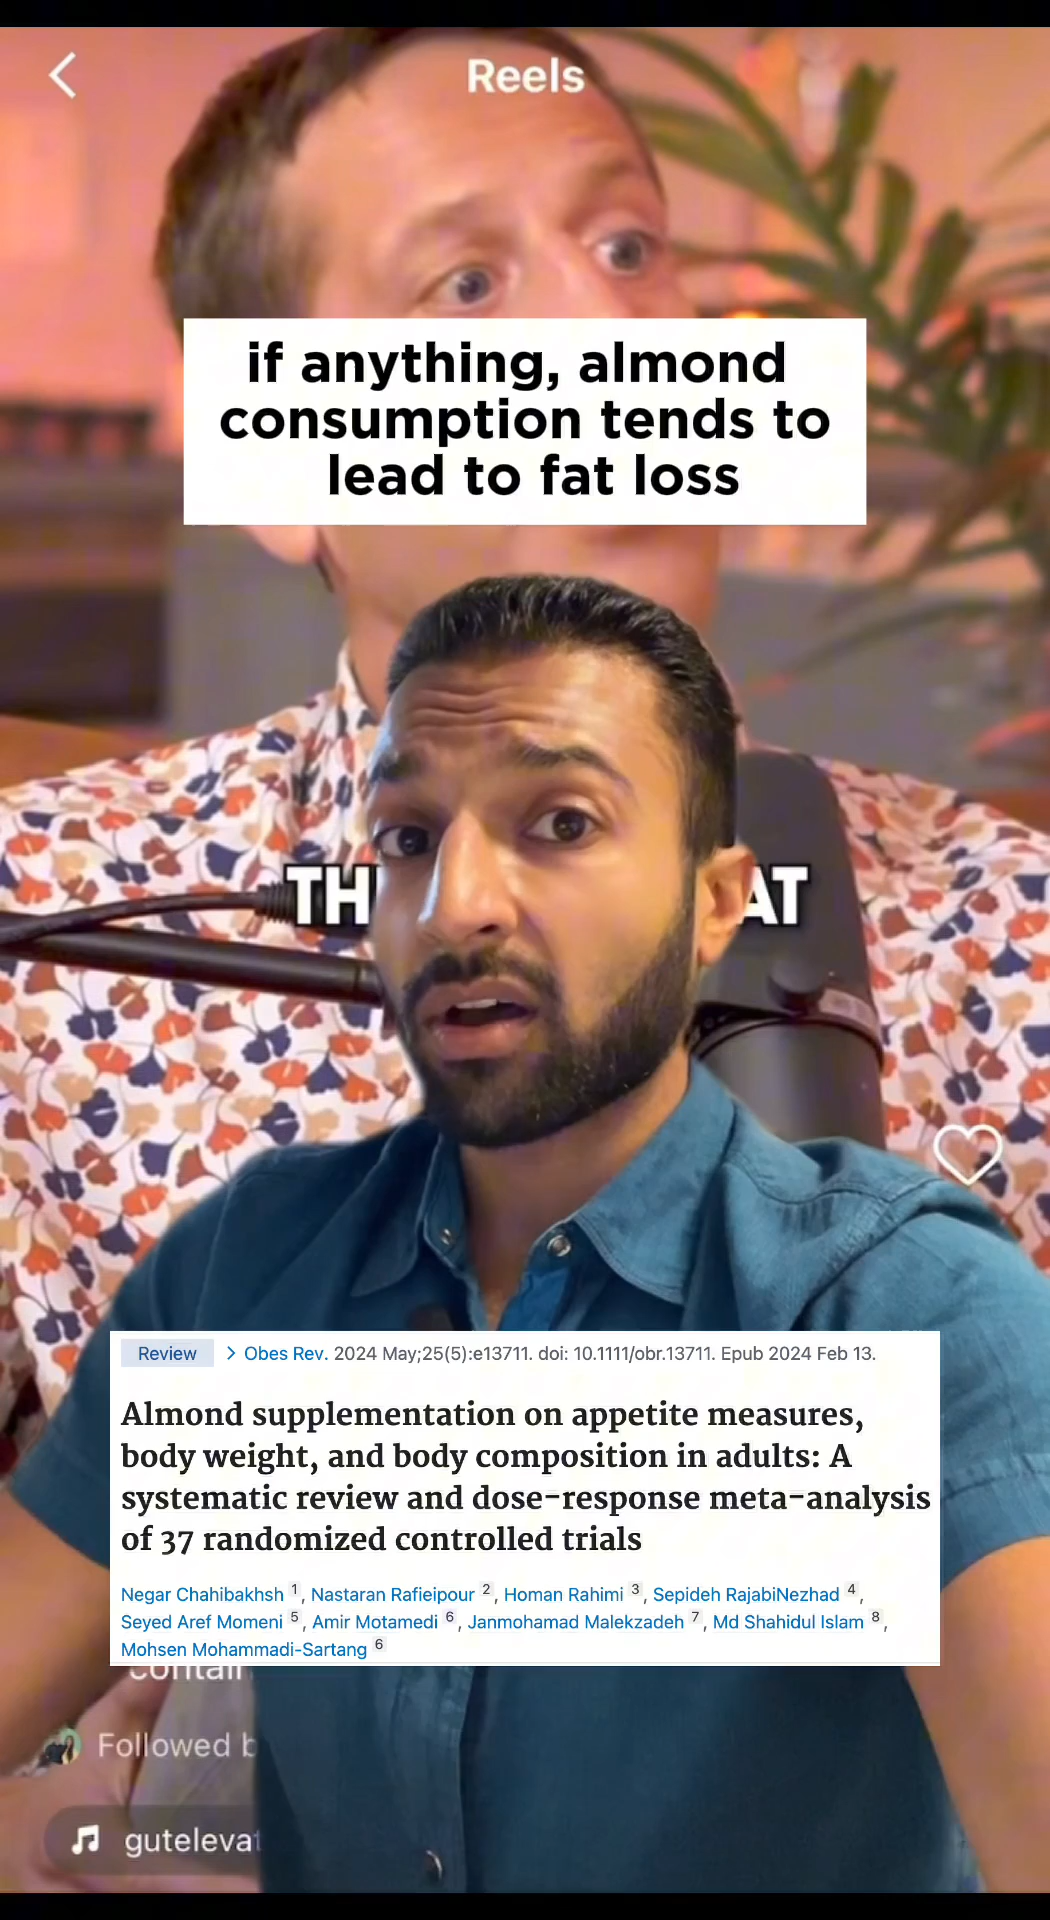 Reels
if anything, almond
consumption tends to
lead to fat loss
TH AT
Review > Obes Rev. 2024 May;25(5):e13711. doi: 10.1111/obr.13711. Epub 2024 Feb 13.
Almond supplementation on appetite measures,
body weight, and body composition in adults: A
systematic review and dose-response meta-analysis
of 37 randomized controlled trials
Negar Chahibakhsh 1, Nastaran Rafieipour 2, Homan Rahimi 3, Sepideh RajabiNezhad 4,
Seyed Aref Momeni 5, Amir Motamedi 6, Janmohamad Malekzadeh 7, Md Shahidul Islam 8,
Mohsen Mohammadi-Sartang 6
Followed b
guteleva